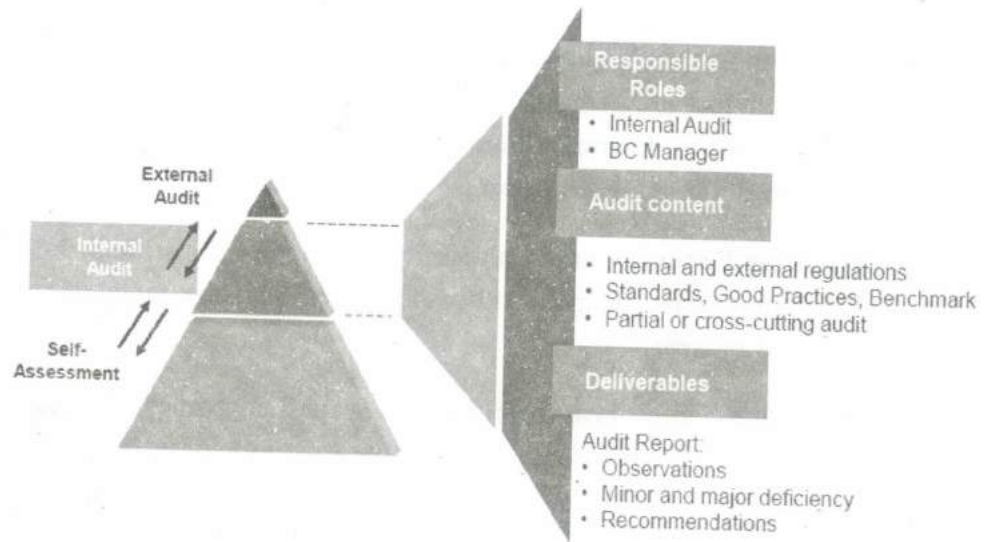 External
Audit
Internal
Audit
Self-
Assessment
Responsible
Roles
• Internal Audit
• BC Manager
Audit content
• Internal and external regulations
• Standards, Good Practices, Benchmark
• Partial or cross-cutting audit
Deliverables
Audit Report:
• Observations
• Minor and major deficiency
• Recommendations